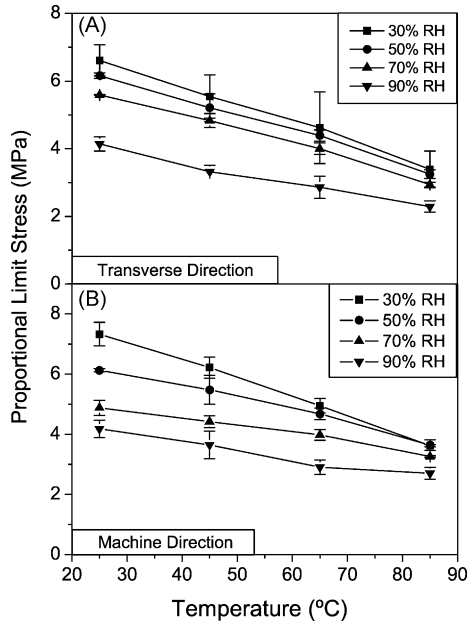 (A)
30% RH
50% RH
70% RH
90% RH
8
6
4
2
0
Transverse Direction
Proportional Limit Stress (MPa)
(B)
30% RH
50% RH
70% RH
90% RH
8
6
4
2
0
Machine Direction
20 30 40 50 60 70 80 90
Temperature (ºC)